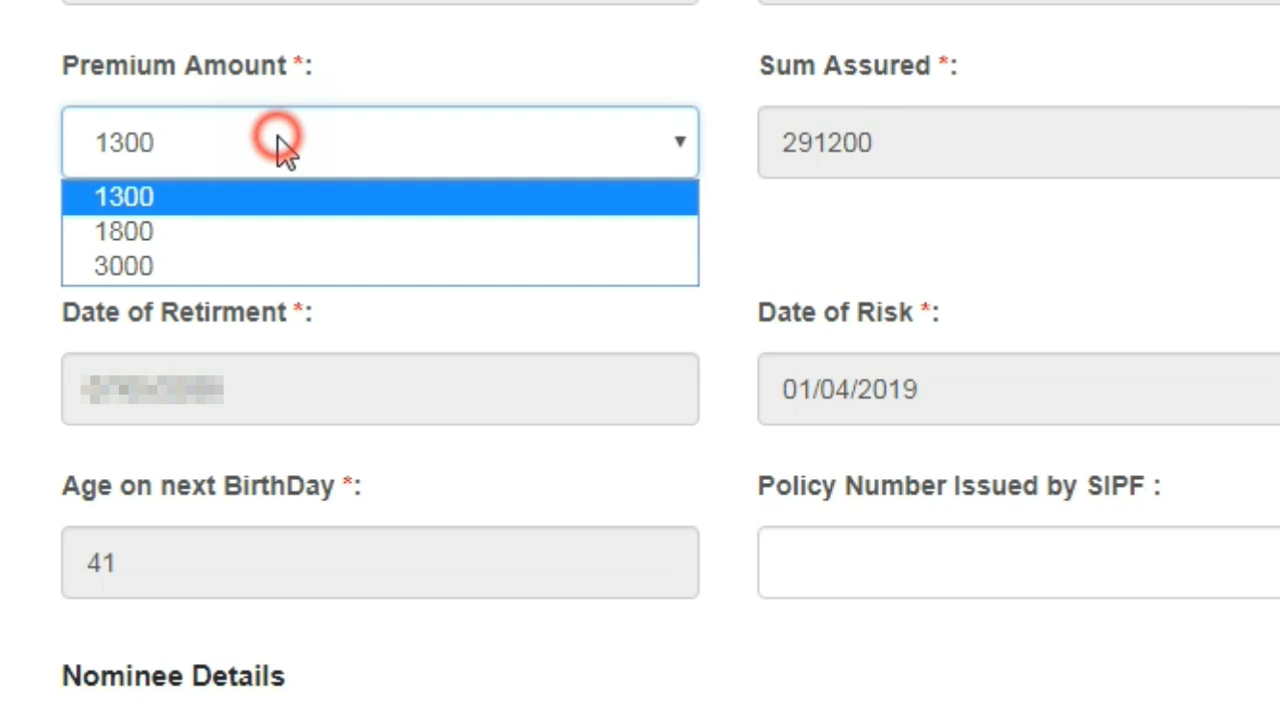 Premium Amount *:
Sum Assured *:
1300
291200
1300
1800
3000
Date of Retirment *:
Date of Risk *:
01/04/2019
Age on next BirthDay *:
Policy Number Issued by SIPF :
41
Nominee Details